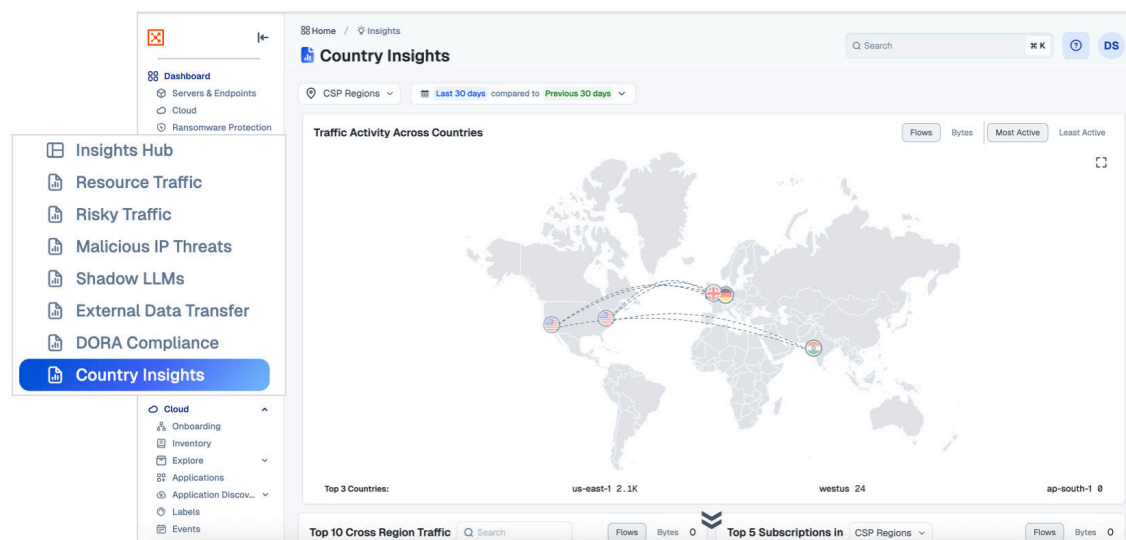 Home / Insights
Country Insights
Search
⌘ K
DS
Dashboard
Servers & Endpoints
Cloud
Ransomware Protection
Insights Hub
Resource Traffic
Risky Traffic
Malicious IP Threats
Shadow LLMs
External Data Transfer
DORA Compliance
Country Insights
Cloud
Onboarding
Inventory
Explore
Applications
Application Discov...
Labels
Events
CSP Regions
Last 30 days compared to Previous 30 days
Traffic Activity Across Countries
Flows Bytes Most Active Least Active
Top 3 Countries: us-east-1 2.1K westus 24 ap-south-1 0
Top 10 Cross Region Traffic Search Flows Bytes
Top 5 Subscriptions in CSP Regions Flows Bytes